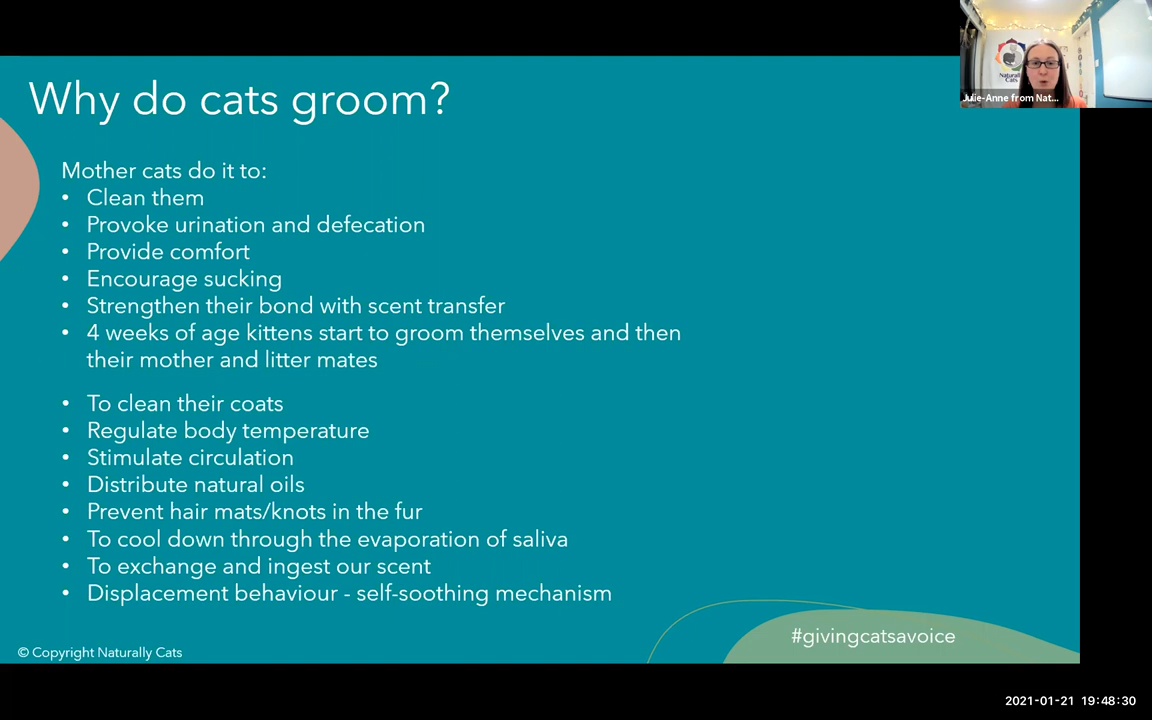 Why do cats groom?
Mother cats do it to:
• Clean them
• Provoke urination and defecation
• Provide comfort
• Encourage sucking
• Strengthen their bond with scent transfer
• 4 weeks of age kittens start to groom themselves and then
their mother and litter mates
• To clean their coats
• Regulate body temperature
• Stimulate circulation
• Distribute natural oils
• Prevent hair mats/knots in the fur
• To cool down through the evaporation of saliva
• To exchange and ingest our scent
• Displacement behaviour - self-soothing mechanism
#givingcatsavoice
© Copyright Naturally Cats
Julie-Anne from Nat...
2021-01-21 19:48:30